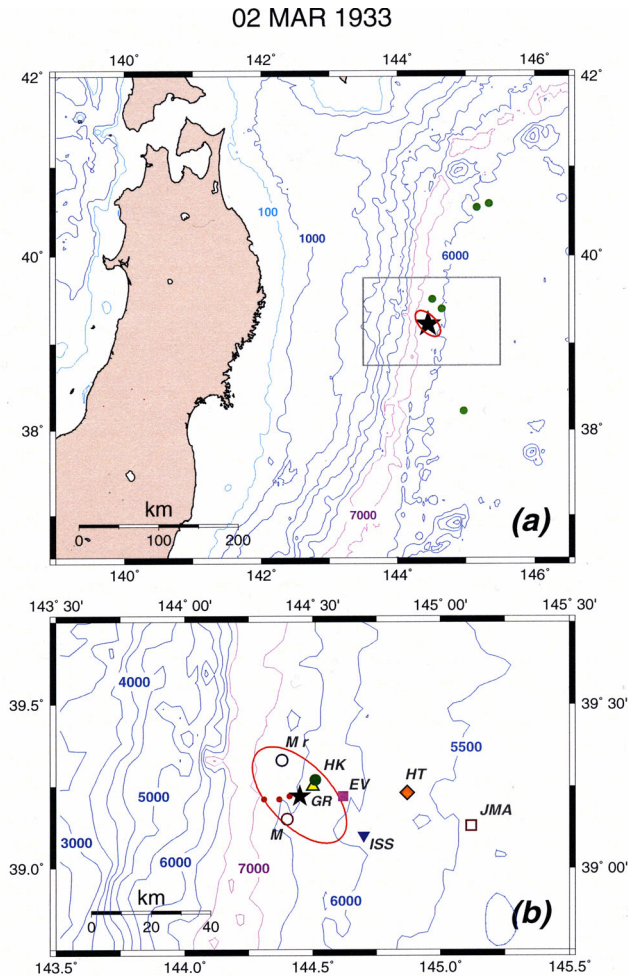 02 MAR 1933
140˚ 142˚ 144˚ 146˚
42˚ 42˚
100
1000
40˚ 6000 40˚
38˚ 38˚
km
7000
0 100 200
(a)
140˚ 142˚ 144˚ 146˚
143˚ 30' 144˚ 00' 144˚ 30' 145˚ 00' 145˚ 30'
4000
39.5˚ 39˚ 30'
5500
M r
HK
5000 EV HT
GR JMA
M
ISS
3000 6000
39.0˚ 7000 39˚ 00'
km 6000
0 20 40
(b)
143.5˚ 144.0˚ 144.5˚ 145.0˚ 145.5˚